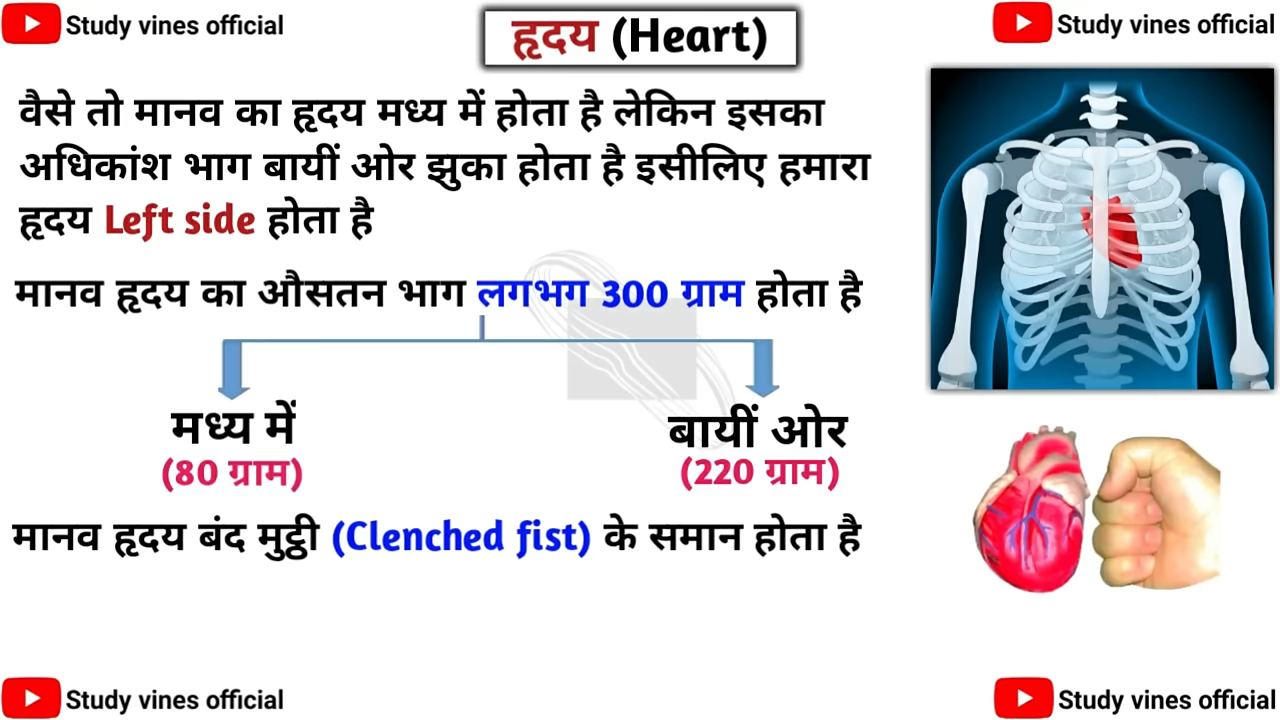 Study vines official
हृदय (Heart)
Study vines official
वैसे तो मानव का हृदय मध्य में होता है लेकिन इसका
अधिकांश भाग बायीं ओर झुका होता है इसीलिए हमारा
हृदय Left side होता है
मानव हृदय का औसतन भाग लगभग 300 ग्राम होता है
मध्य में
(80 ग्राम)
बायीं ओर
(220 ग्राम)
मानव हृदय बंद मुट्ठी (Clenched fist) के समान होता है
Study vines official
Study vines official